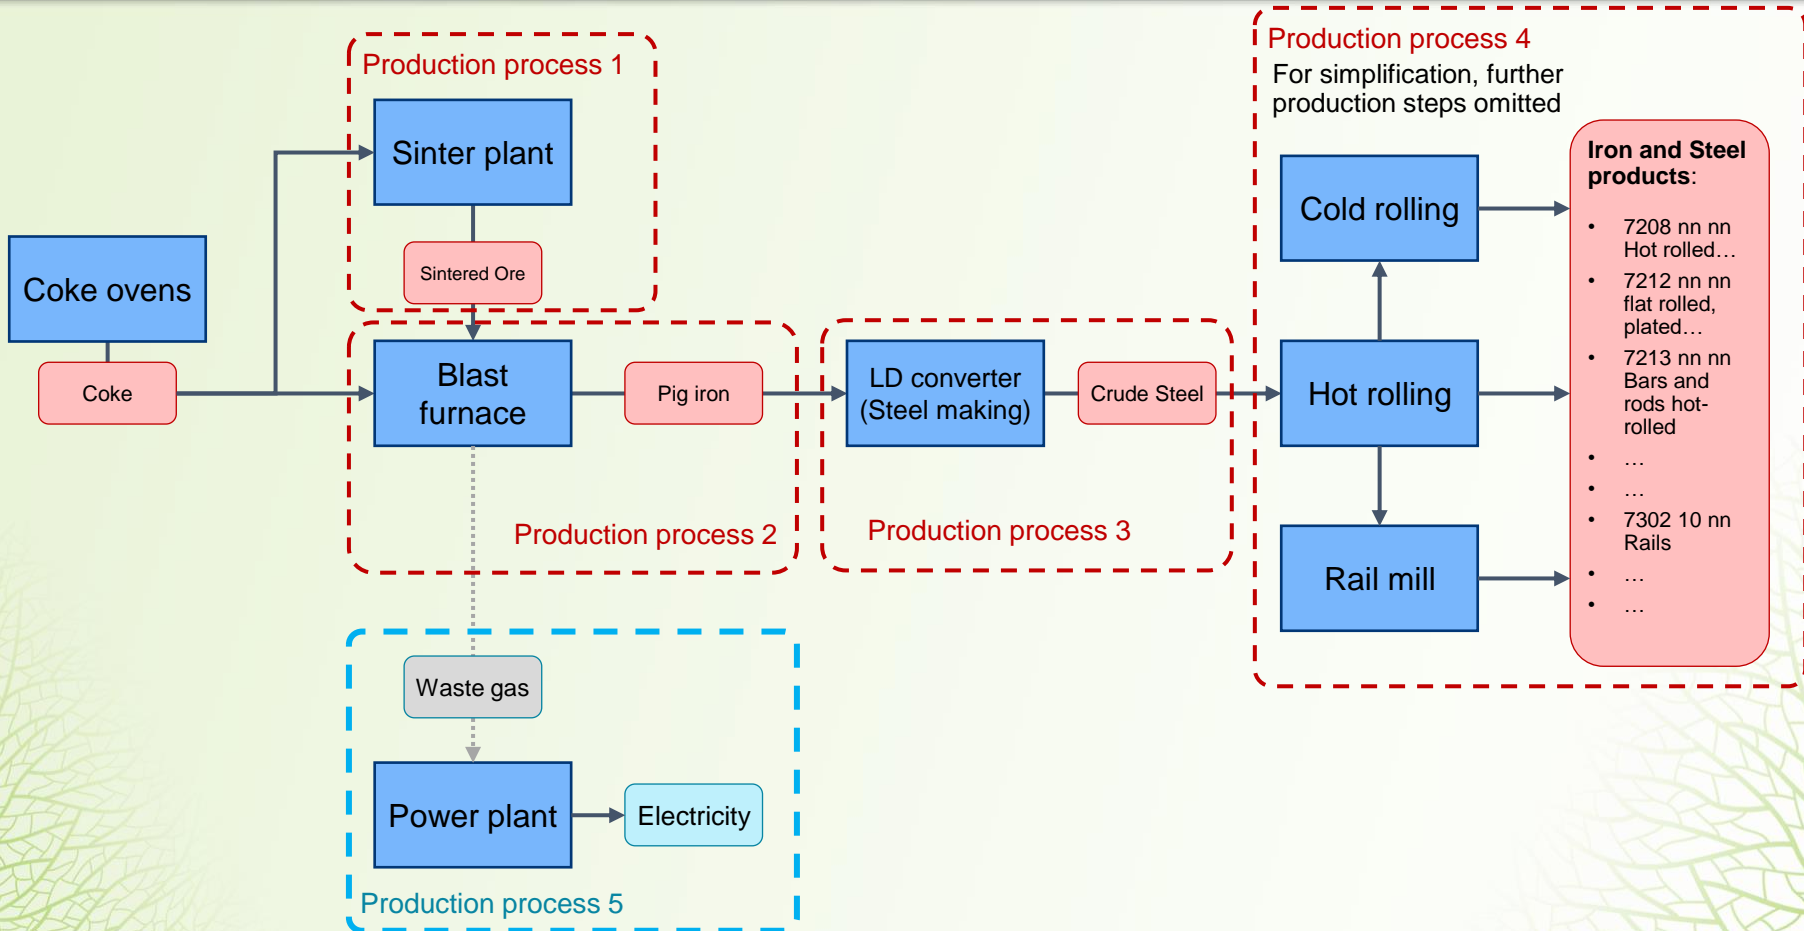 Production process 1
Sinter plant
Sintered Ore
Coke ovens
Coke
Blast
furnace
Pig iron
Production process 2
LD converter
(Steel making)
Crude Steel
Production process 3
Production process 4
For simplification, further
production steps omitted
Cold rolling
Hot rolling
Rail mill
Iron and Steel
products:
• 7208 nn nn
Hot rolled…
• 7212 nn nn
flat rolled,
plated…
• 7213 nn nn
Bars and
rods hot-
rolled
• …
• …
• 7302 10 nn
Rails
• …
• …
Waste gas
Power plant
Electricity
Production process 5